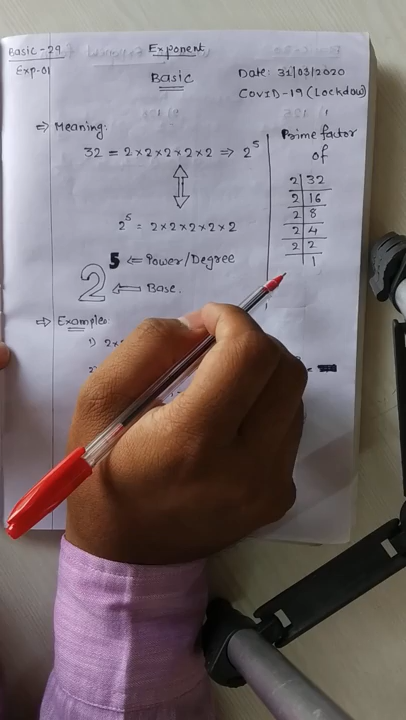 Basic - 29
Exp-01
Exponent
Basic
Date: 31/03/2020
COVID-19 (Lockdow)
⇒ Meaning:
32 = 2×2×2×2×2 ⇒ 2⁵
2⁵ = 2×2×2×2×2
2⁵ ⇐ Power/Degree
⇐ Base.
Prime factor
of
2|32
2|16
2|8
2|4
2|2
|1
⇒ Examples:
1) 2×